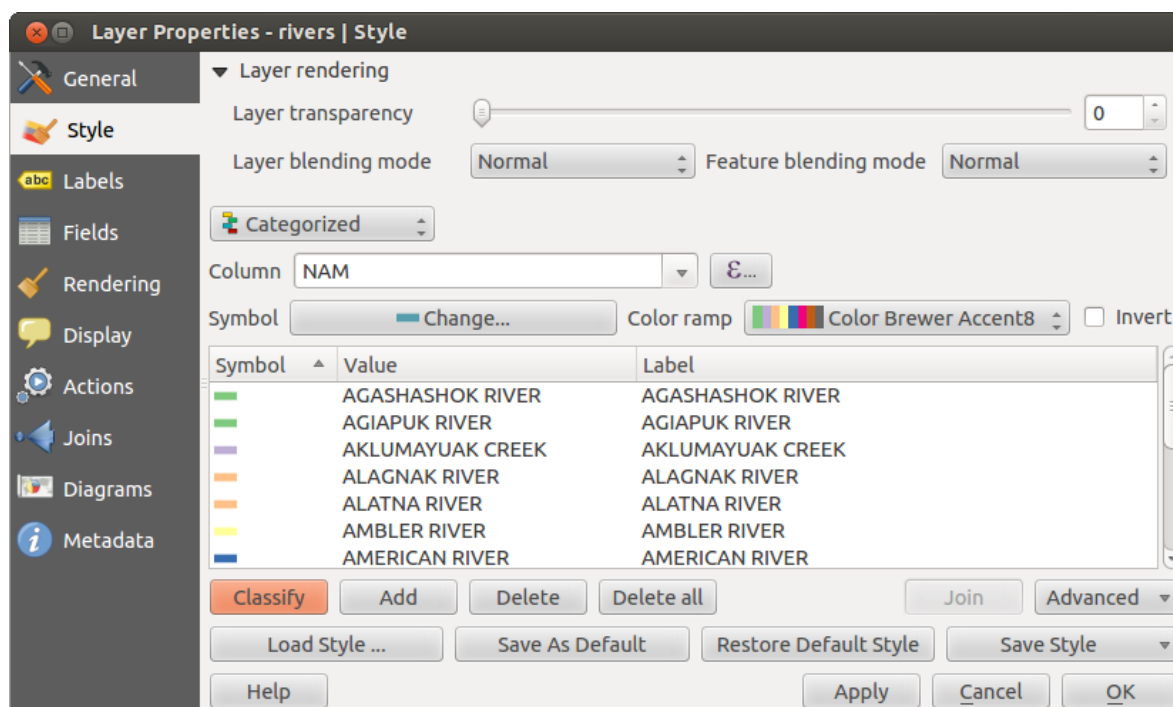 Layer Properties - rivers | Style
General
Style
abc Labels
Fields
Rendering
Display
Actions
Joins
Diagrams
Metadata
Layer rendering
Layer transparency 0
Layer blending mode Normal Feature blending mode Normal
Categorized
Column NAM ε...
Symbol Change... Color ramp Color Brewer Accent8 Invert
Symbol Value Label
AGASHASHOK RIVER AGASHASHOK RIVER
AGIAPUK RIVER AGIAPUK RIVER
AKLUMAYUAK CREEK AKLUMAYUAK CREEK
ALAGNAK RIVER ALAGNAK RIVER
ALATNA RIVER ALATNA RIVER
AMBLER RIVER AMBLER RIVER
AMERICAN RIVER AMERICAN RIVER
Classify Add Delete Delete all Join Advanced
Load Style ... Save As Default Restore Default Style Save Style
Help Apply Cancel OK